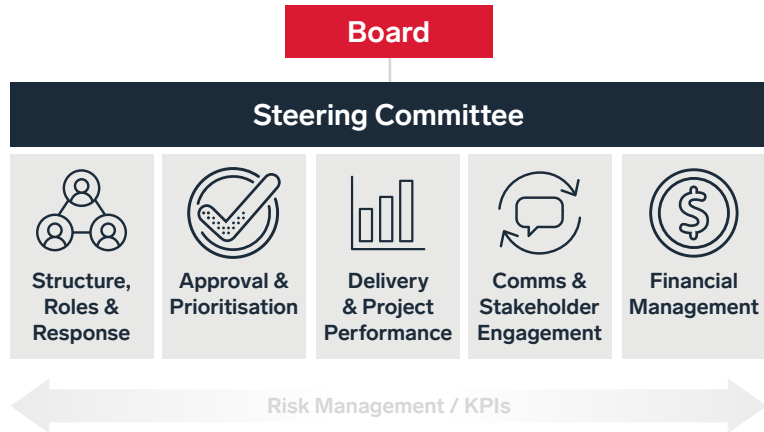 Board
Steering Committee
Structure,
Roles &
Response
Approval &
Prioritisation
Delivery
& Project
Performance
Comms &
Stakeholder
Engagement
Financial
Management
Risk Management / KPIs